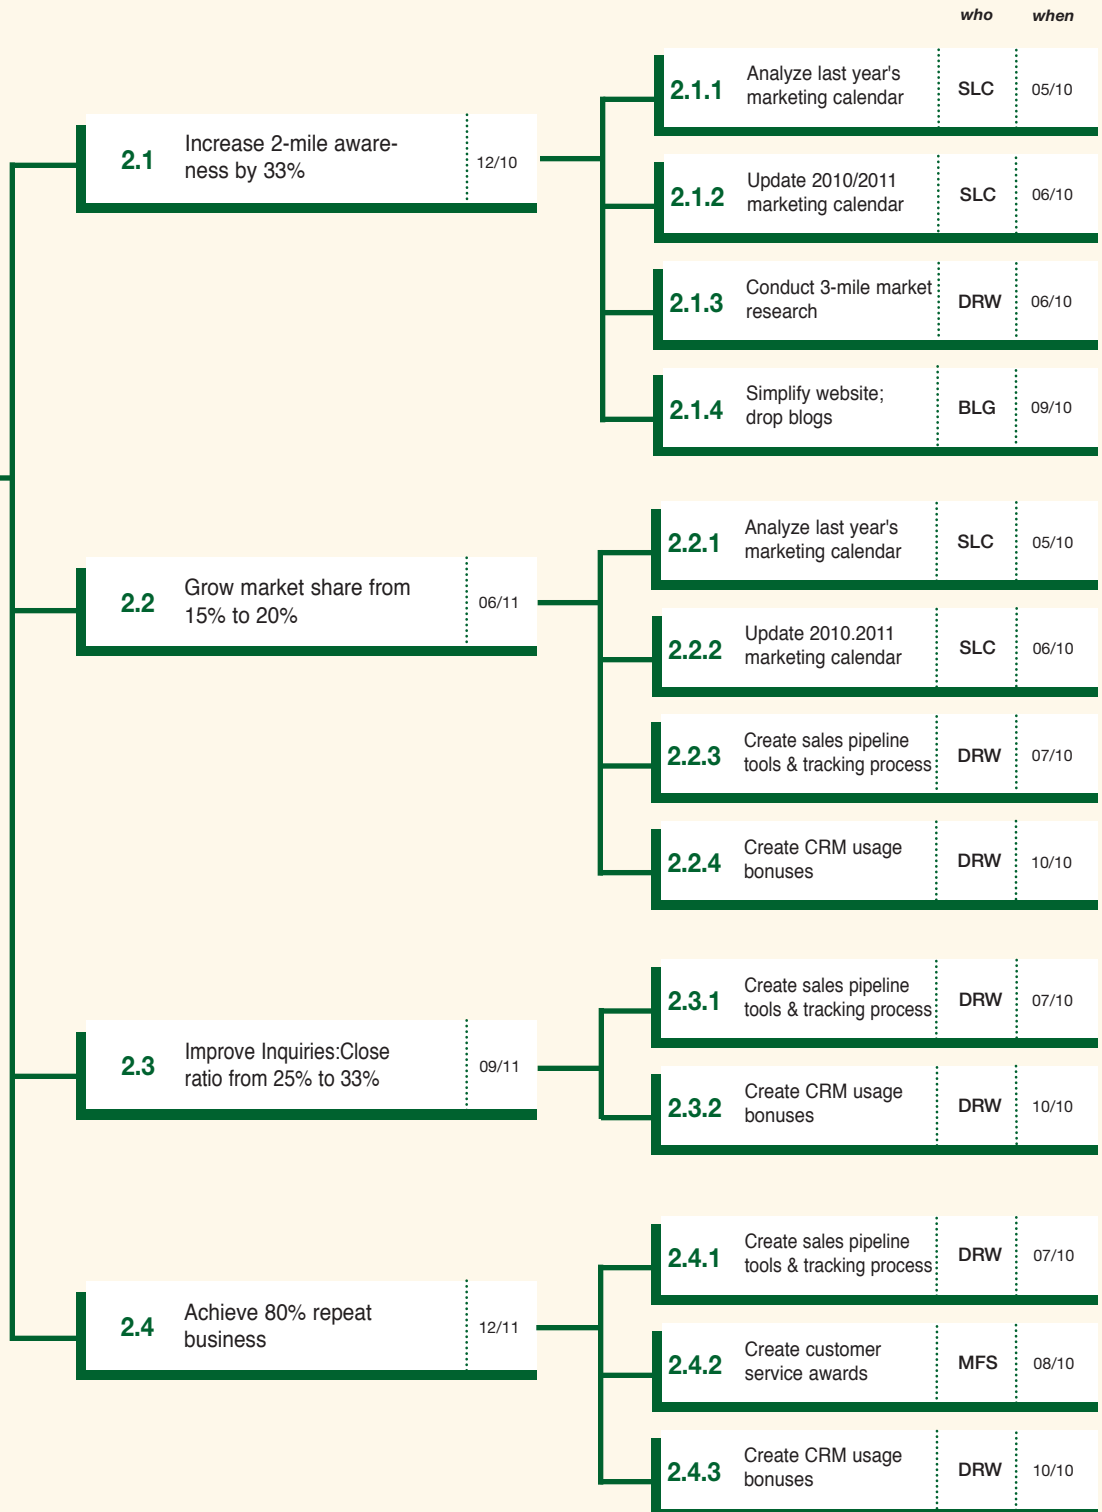 who when
2.1 Increase 2-mile aware-
ness by 33%
12/10
2.1.1 Analyze last year's
marketing calendar
SLC 05/10
2.1.2 Update 2010/2011
marketing calendar
SLC 06/10
2.1.3 Conduct 3-mile market
research
DRW 06/10
2.1.4 Simplify website;
drop blogs
BLG 09/10
2.2 Grow market share from
15% to 20%
06/11
2.2.1 Analyze last year's
marketing calendar
SLC 05/10
2.2.2 Update 2010.2011
marketing calendar
SLC 06/10
2.2.3 Create sales pipeline
tools & tracking process
DRW 07/10
2.2.4 Create CRM usage
bonuses
DRW 10/10
2.3 Improve Inquiries:Close
ratio from 25% to 33%
09/11
2.3.1 Create sales pipeline
tools & tracking process
DRW 07/10
2.3.2 Create CRM usage
bonuses
DRW 10/10
2.4 Achieve 80% repeat
business
12/11
2.4.1 Create sales pipeline
tools & tracking process
DRW 07/10
2.4.2 Create customer
service awards
MFS 08/10
2.4.3 Create CRM usage
bonuses
DRW 10/10